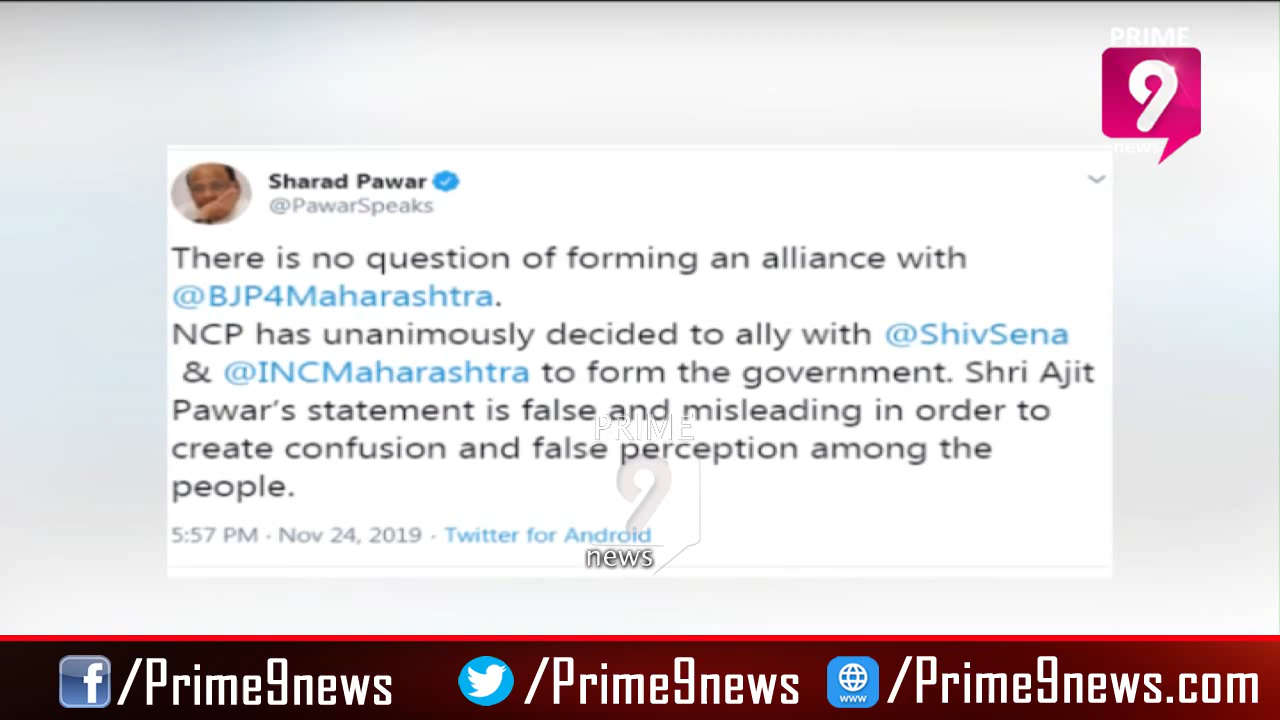 PRIME
9
news
Sharad Pawar
@PawarSpeaks
There is no question of forming an alliance with
@BJP4Maharashtra.
NCP has unanimously decided to ally with @ShivSena
& @INCMaharashtra to form the government. Shri Ajit
Pawar's statement is false and misleading in order to
create confusion and false perception among the
people.
5:57 PM · Nov 24, 2019 · Twitter for Android
PRIME
9
news
f/Prime9news
/Prime9news
www
/Prime9news.com